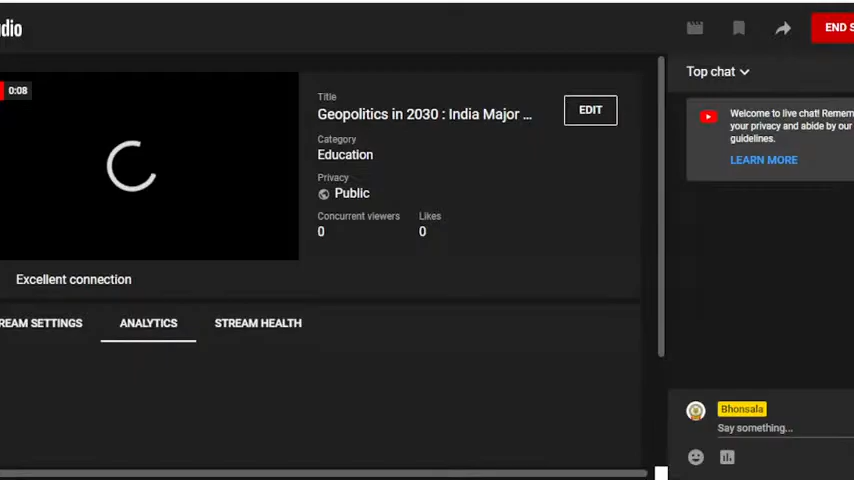 dio
END S
0:08
Title
Geopolitics in 2030 : India Major ...
EDIT
Category
Education
Privacy
Public
Concurrent viewers
Likes
0
0
Excellent connection
REAM SETTINGS
ANALYTICS
STREAM HEALTH
Top chat
Welcome to live chat! Remem
your privacy and abide by our
guidelines.
LEARN MORE
Bhonsala
Say something...